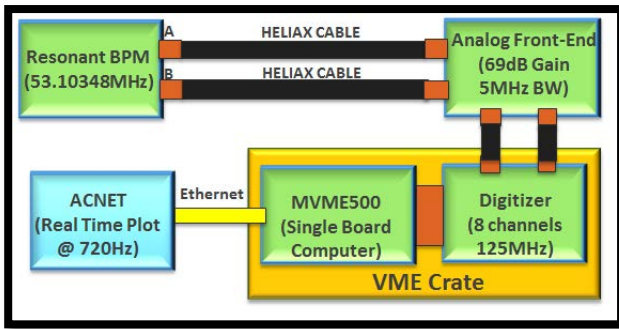 A
HELIAX CABLE
Resonant BPM
(53.10348MHz)
B
HELIAX CABLE
Analog Front-End
(69dB Gain
5MHz BW)
ACNET
(Real Time Plot
@ 720Hz)
Ethernet
MVME500
(Single Board
Computer)
Digitizer
(8 channels
125MHz)
VME Crate